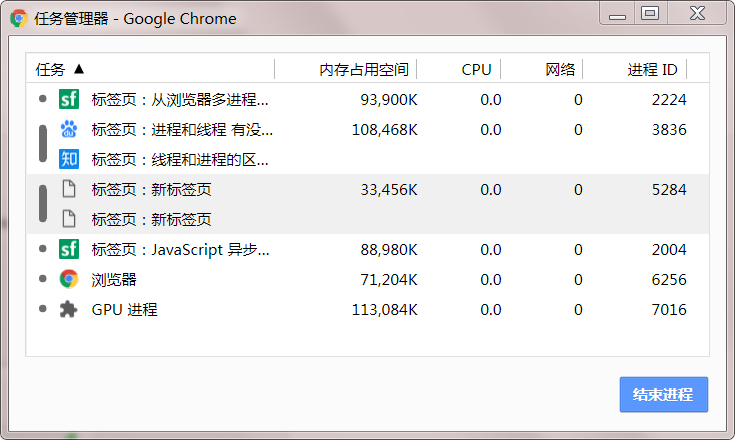 任务管理器 - Google Chrome
任务 ▲ 内存占用空间 CPU 网络 进程 ID
标签页：从浏览器多进程... 93,900K 0.0 0 2224
标签页：进程和线程 有没... 108,468K 0.0 0 3836
标签页：线程和进程的区...
标签页：新标签页 33,456K 0.0 0 5284
标签页：新标签页
标签页：JavaScript 异步... 88,980K 0.0 0 2004
浏览器 71,204K 0.0 0 6256
GPU 进程 113,084K 0.0 0 7016
结束进程